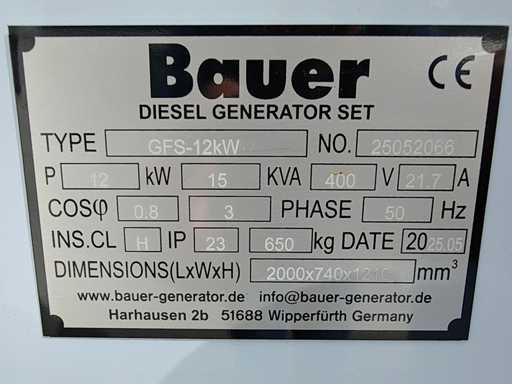 Bauer CE
DIESEL GENERATOR SET
TYPE GFS-12kW NO. 25052066
P 12 kW 15 KVA 400 V 21.7 A
COSφ 0.8 3 PHASE 50 Hz
INS.CL H IP 23 650 kg DATE 2025.05
DIMENSIONS(LxWxH) mm³
www.bauer-generator.de info@bauer-generator.de
Harhausen 2b 51688 Wipperfürth Germany